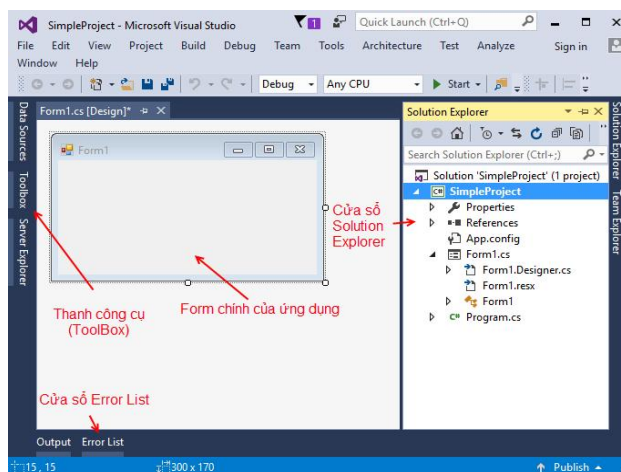 SimpleProject - Microsoft Visual Studio
1
Quick Launch (Ctrl+Q)
File Edit View Project Build Debug Team Tools Architecture Test Analyze Sign in
Window Help
Debug Any CPU Start
Data Sources
Toolbox
Server Explorer
Form1.cs [Design]*
Form1
Cửa sổ
Solution
Explorer
Thanh công cụ
(ToolBox)
Form chính của ứng dụng
Cửa sổ Error List
Solution Explorer
Search Solution Explorer (Ctrl+;)
Solution 'SimpleProject' (1 project)
C# SimpleProject
Properties
References
App.config
Form1.cs
Form1.Designer.cs
Form1.resx
Form1
C# Program.cs
Solution Explorer
Team Explorer
Output Error List
15 , 15 300 x 170 Publish